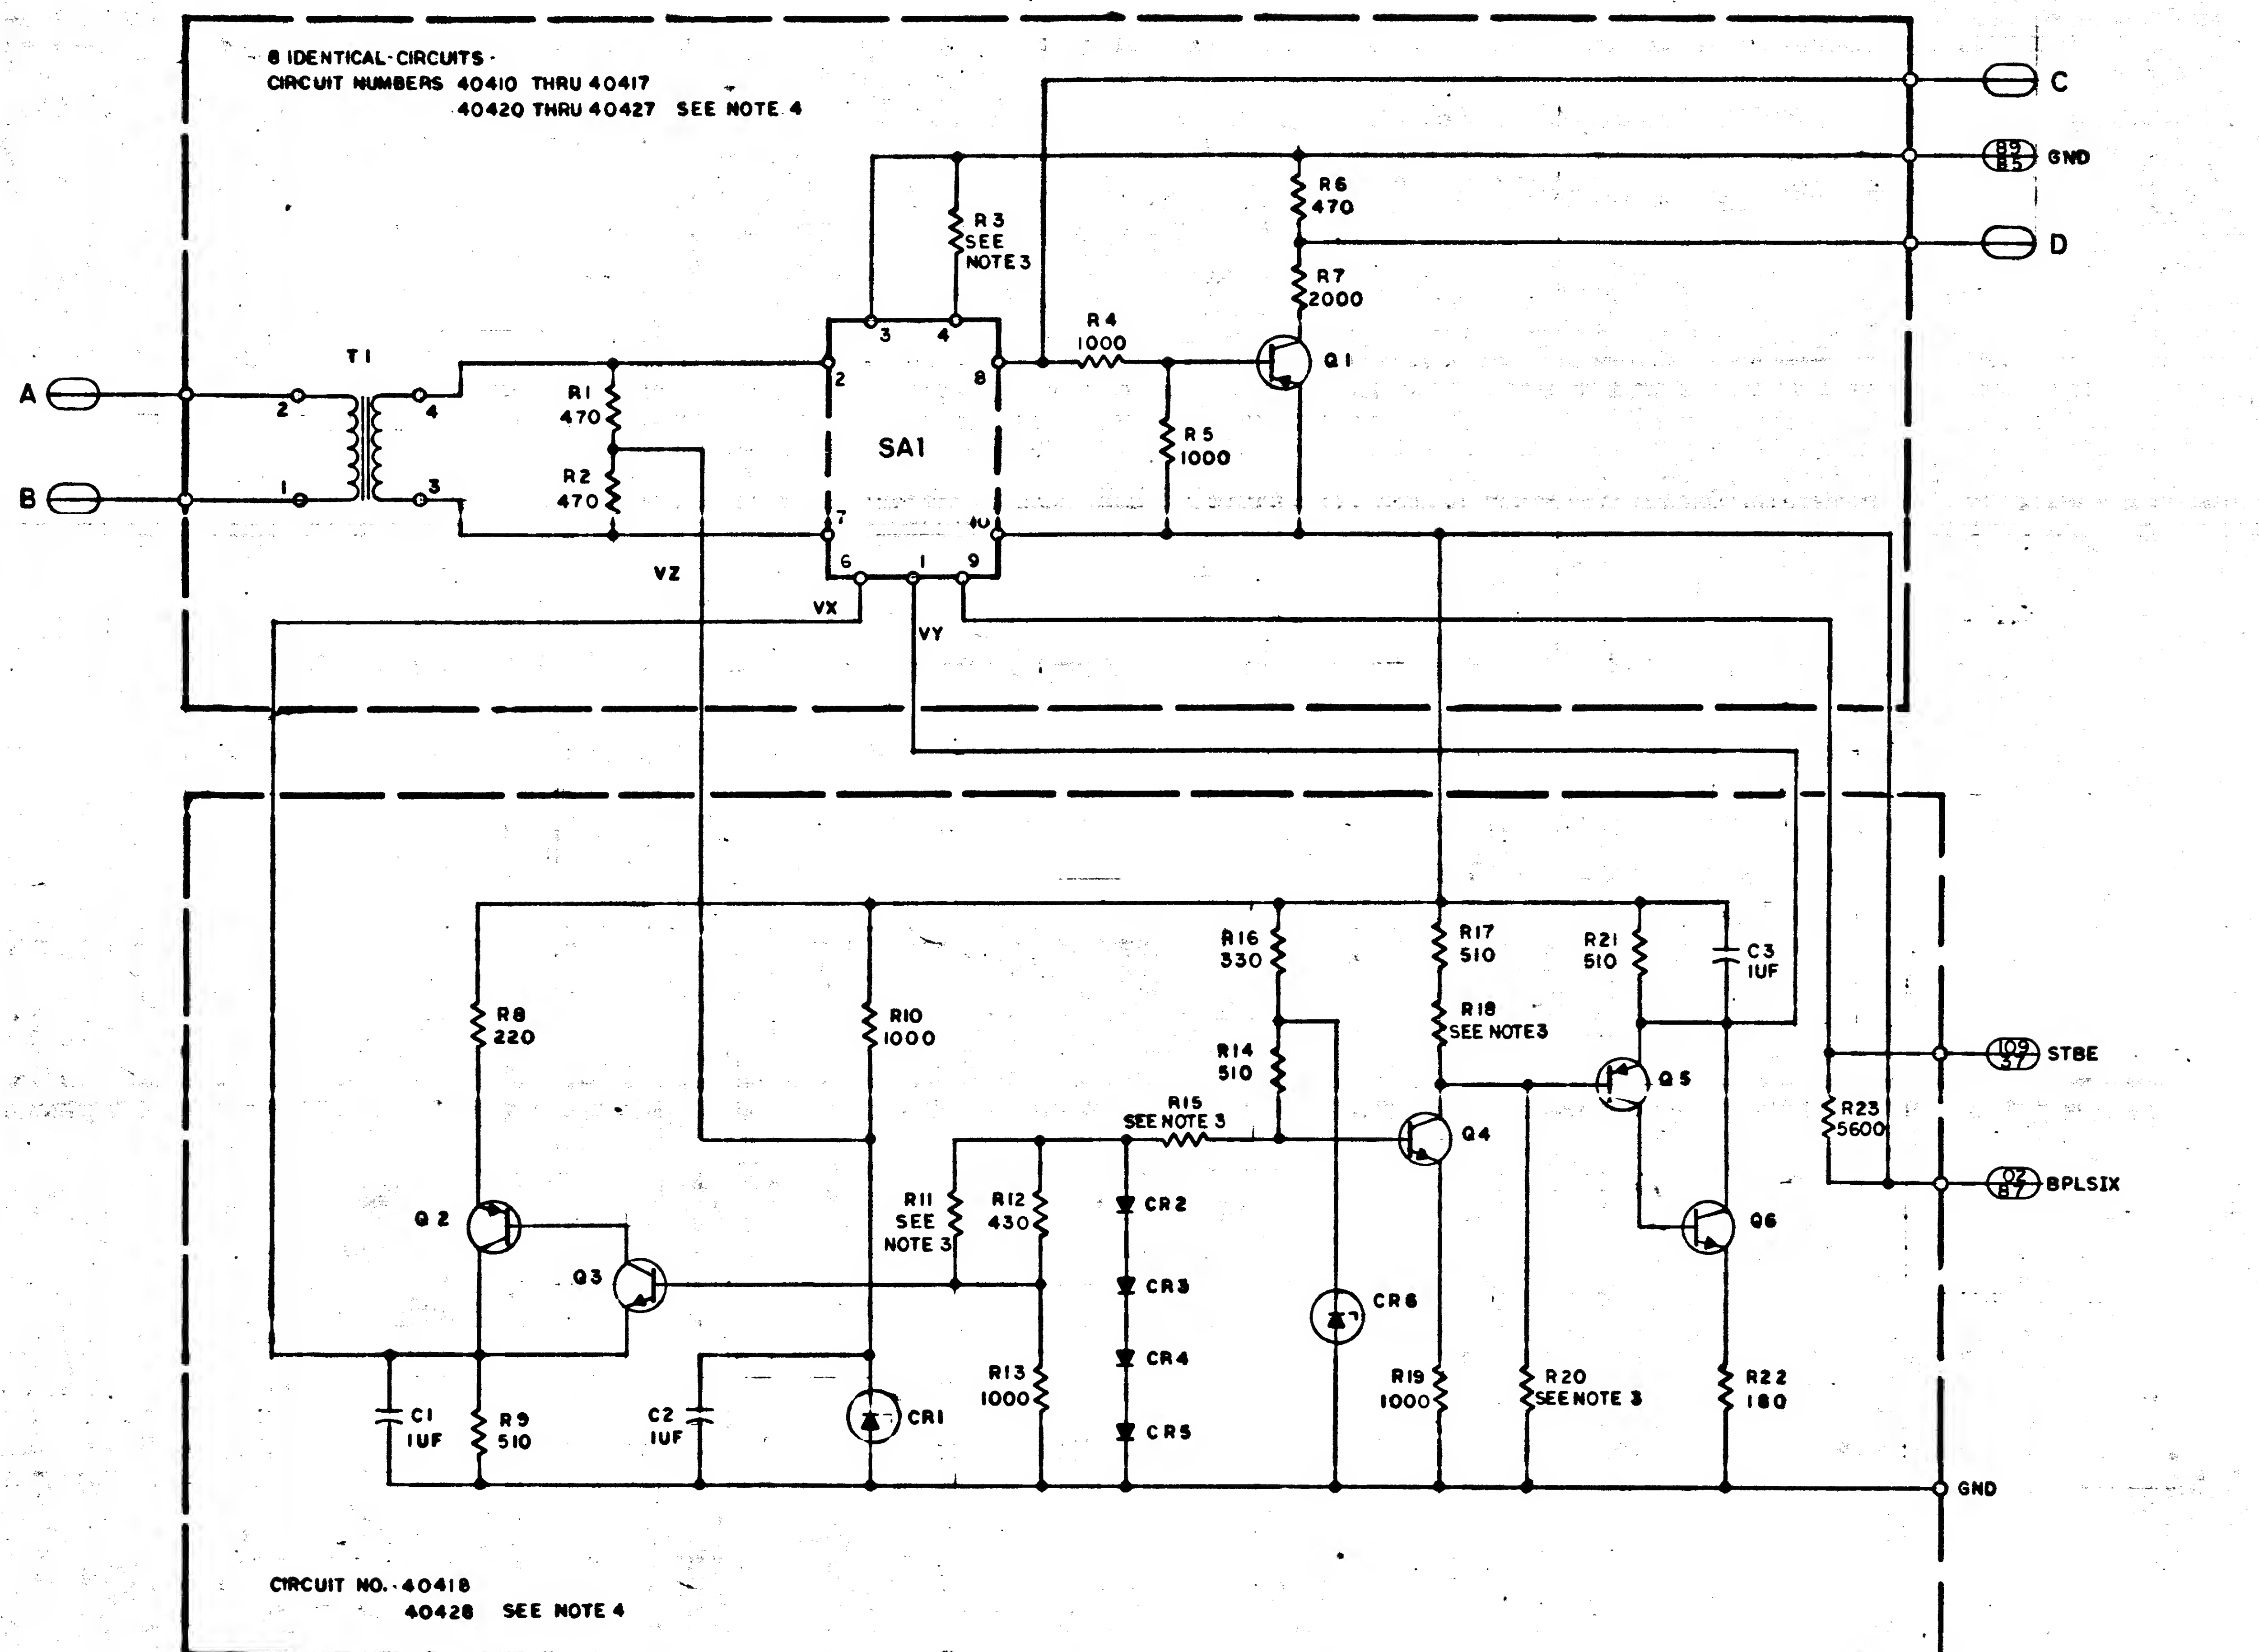 8 IDENTICAL-CIRCUITS-
CIRCUIT NUMBERS 40410 THRU 40417
40420 THRU 40427 SEE NOTE 4
C
89
85
GND
R6
470
D
R3
SEE
NOTE 3
R7
2000
3
4
R4
1000
T1
2
8
Q1
A
2
4
R1
470
SA1
R5
1000
B
1
3
R2
470
7
10
VZ
6
1
9
VX
VY
R16
330
R17
510
R21
510
C3
1UF
R8
220
R10
1000
R18
SEE NOTE 3
R14
510
109
37
STBE
Q5
R15
SEE NOTE 3
R23
5600
Q4
02
87
BPLSIX
Q2
R11
SEE
NOTE 3
R12
430
CR2
Q6
Q3
CR3
CR6
CR4
R13
1000
R19
1000
R20
SEE NOTE 3
R22
180
C1
1UF
R9
510
C2
1UF
CR1
CR5
GND
CIRCUIT NO. 40418
40428 SEE NOTE 4